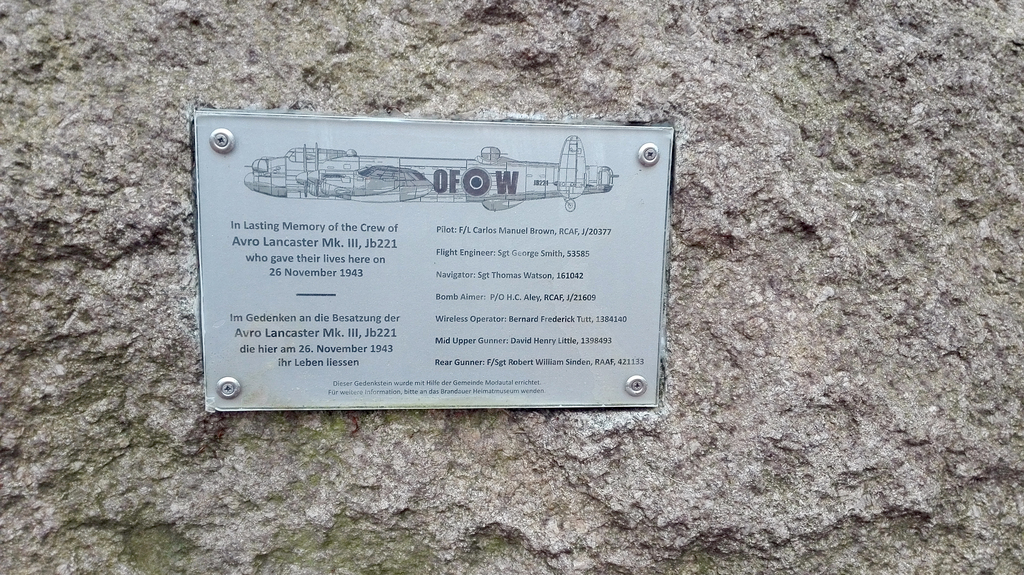 OF W
JB221
In Lasting Memory of the Crew of
Avro Lancaster Mk. III, Jb221
who gave their lives here on
26 November 1943
Im Gedenken an die Besatzung der
Avro Lancaster Mk. III, Jb221
die hier am 26. November 1943
ihr Leben liessen
Pilot: F/L Carlos Manuel Brown, RCAF, J/20377
Flight Engineer: Sgt George Smith, 53585
Navigator: Sgt Thomas Watson, 161042
Bomb Aimer: P/O H.C. Aley, RCAF, J/21609
Wireless Operator: Bernard Frederick Tutt, 1384140
Mid Upper Gunner: David Henry Little, 1398493
Rear Gunner: F/Sgt Robert William Sinden, RAAF, 421133
Dieser Gedenkstein wurde mit Hilfe der Gemeinde Modautal errichtet.
Für weitere Information, bitte an das Brandauer Heimatmuseum wenden.